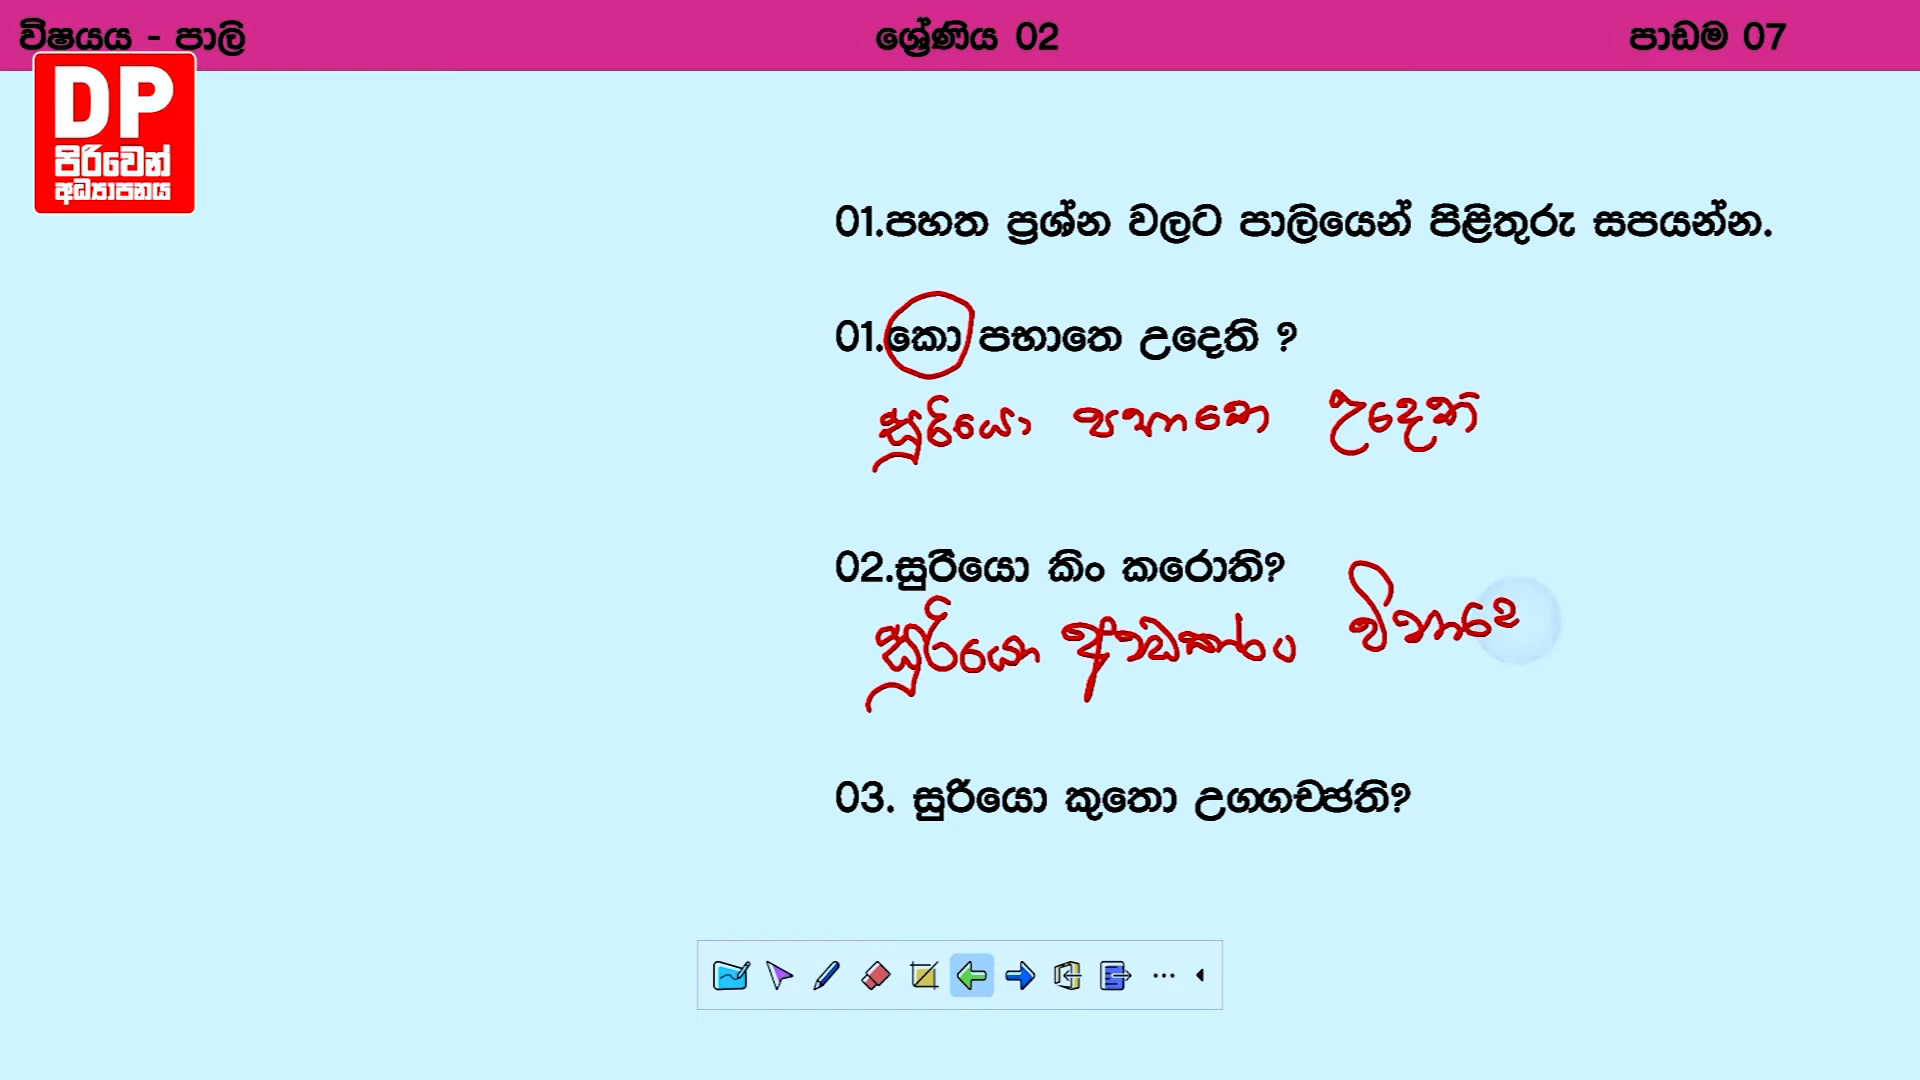 විෂයය - පාලි
ශ්‍රේණිය 02
පාඩම 07
DP
පිරිවෙන්
අධ්‍යාපනය
01.පහත ප්‍රශ්න වලට පාලියෙන් පිළිතුරු සපයන්න.
01.කො පභාතෙ උදෙති ?
සූරියො පභාතෙ උදෙති
02.සුරියො කිං කරොති?
සූරියො
03. සුරියො කුතො උග්ගච්ඡති?